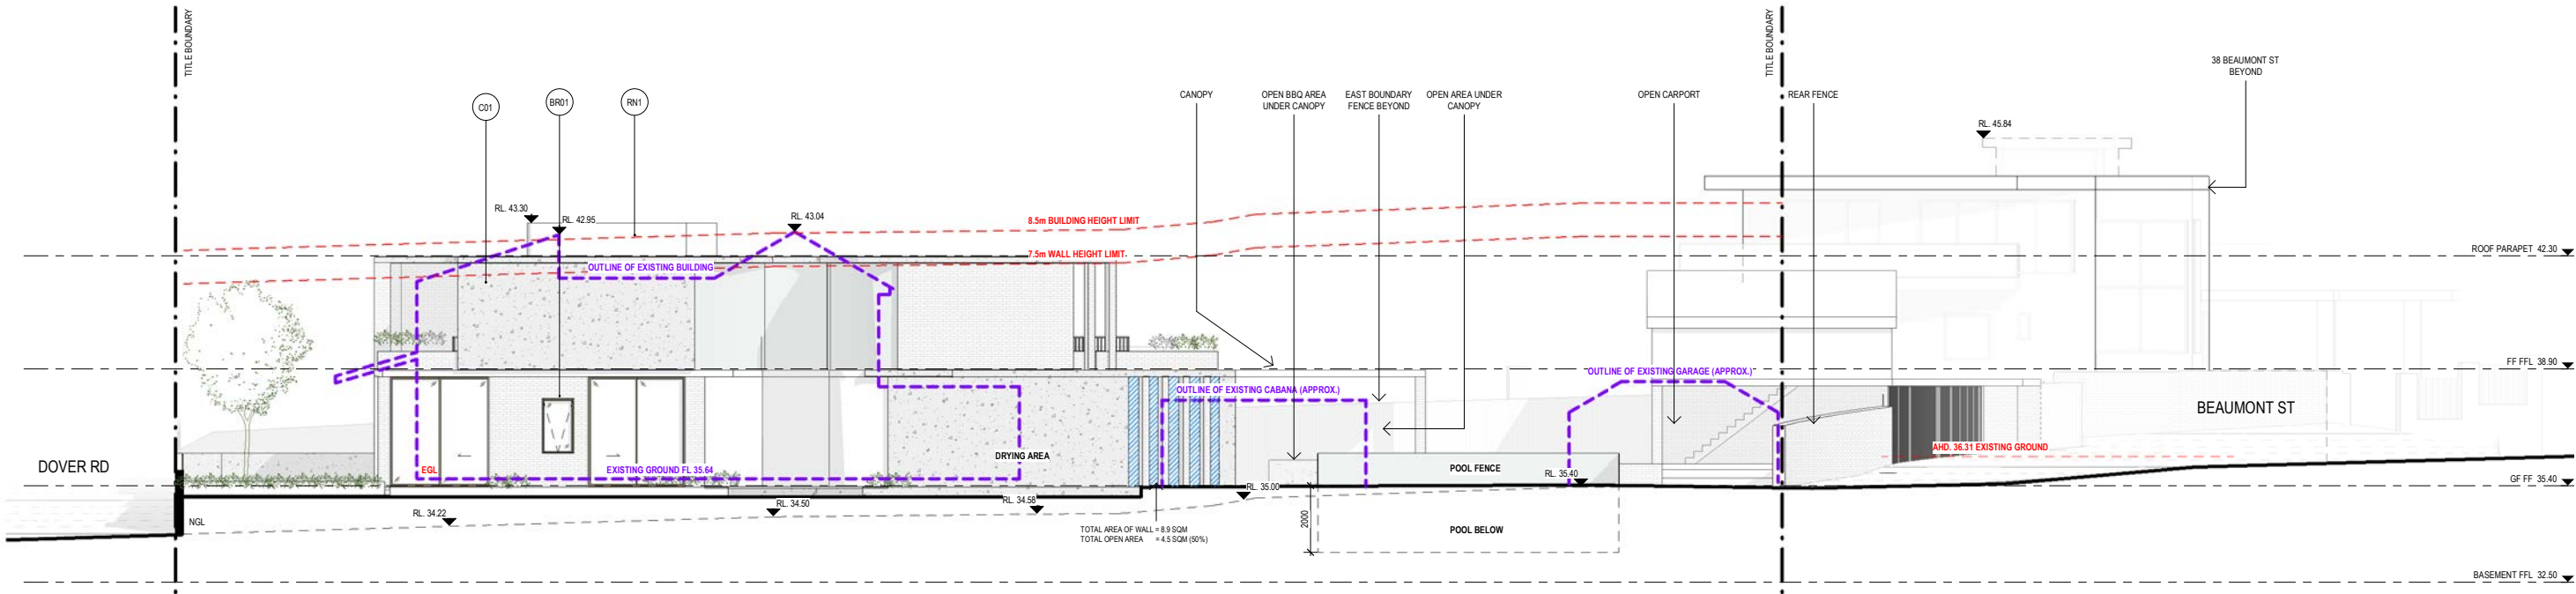 TITLE BOUNDARY
TITLE BOUNDARY
38 BEAUMONT ST
BEYOND
C01
BR01
RN1
CANOPY
OPEN BBQ AREA
UNDER CANOPY
EAST BOUNDARY
FENCE BEYOND
OPEN AREA UNDER
CANOPY
OPEN CARPORT
REAR FENCE
RL. 45.84
RL. 43.30
RL. 42.95
RL. 43.04
8.5m BUILDING HEIGHT LIMIT
7.5m WALL HEIGHT LIMIT
ROOF PARAPET 42.30
OUTLINE OF EXISTING BUILDING
FF FFL 38.90
OUTLINE OF EXISTING GARAGE (APPROX.)
OUTLINE OF EXISTING CABANA (APPROX.)
BEAUMONT ST
AHD. 36.31 EXISTING GROUND
DRYING AREA
DOVER RD
EGL
EXISTING GROUND FL 35.64
POOL FENCE
RL. 35.40
GF FF 35.40
RL. 35.00
RL. 34.58
RL. 34.50
RL. 34.22
NGL
2000
TOTAL AREA OF WALL = 8.9 SQM
TOTAL OPEN AREA = 4.5 SQM (50%)
POOL BELOW
BASEMENT FFL 32.50